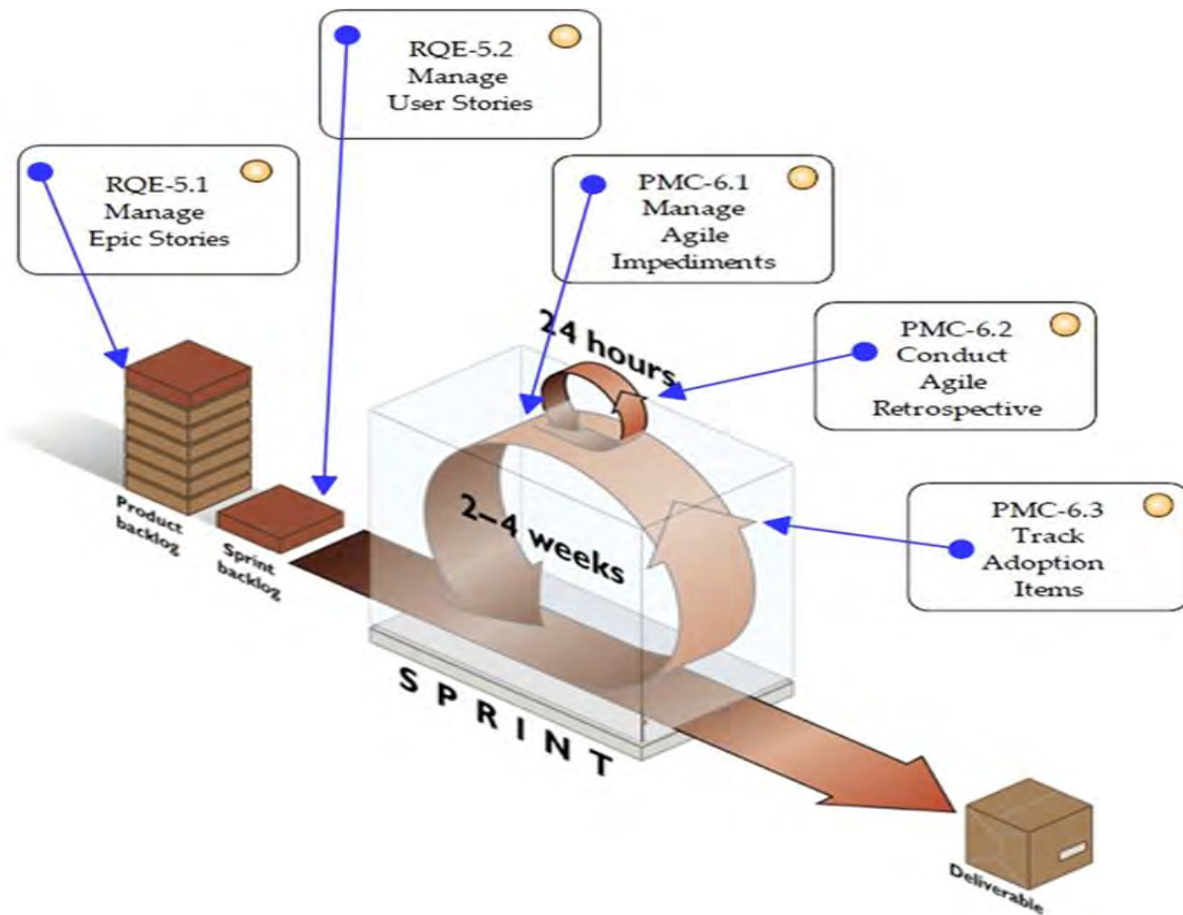 RQE-5.2
Manage
User Stories
RQE-5.1
Manage
Epic Stories
PMC-6.1
Manage
Agile
Impediments
PMC-6.2
Conduct
Agile
Retrospective
24 hours
PMC-6.3
Track
Adoption
Items
2–4 weeks
Product
backlog
Sprint
backlog
SPRINT
Deliverable